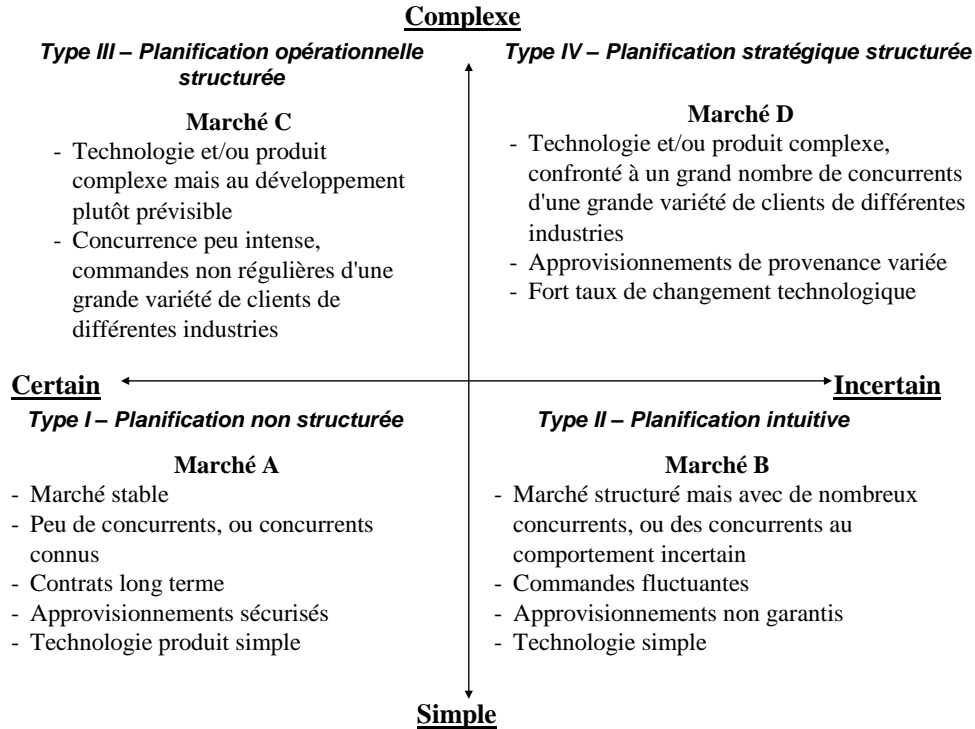 Complexe
Type III – Planification opérationnelle
structurée
Marché C
- Technologie et/ou produit
complexe mais au développement
plutôt prévisible
- Concurrence peu intense,
commandes non régulières d'une
grande variété de clients de
différentes industries
Type IV – Planification stratégique structurée
Marché D
- Technologie et/ou produit complexe,
confronté à un grand nombre de concurrents
d'une grande variété de clients de différentes
industries
- Approvisionnements de provenance variée
- Fort taux de changement technologique
Certain
Incertain
Type I – Planification non structurée
Marché A
- Marché stable
- Peu de concurrents, ou concurrents
connus
- Contrats long terme
- Approvisionnements sécurisés
- Technologie produit simple
Type II – Planification intuitive
Marché B
- Marché structuré mais avec de nombreux
concurrents, ou des concurrents au
comportement incertain
- Commandes fluctuantes
- Approvisionnements non garantis
- Technologie simple
Simple